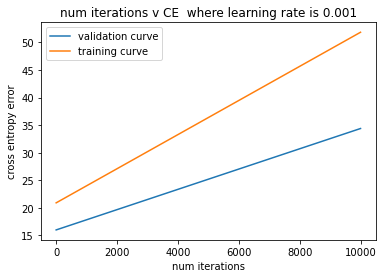 num iterations v CE  where learning rate is 0.001
validation curve
training curve
cross entropy error
50
45
40
35
30
25
20
15
0 2000 4000 6000 8000 10000
num iterations